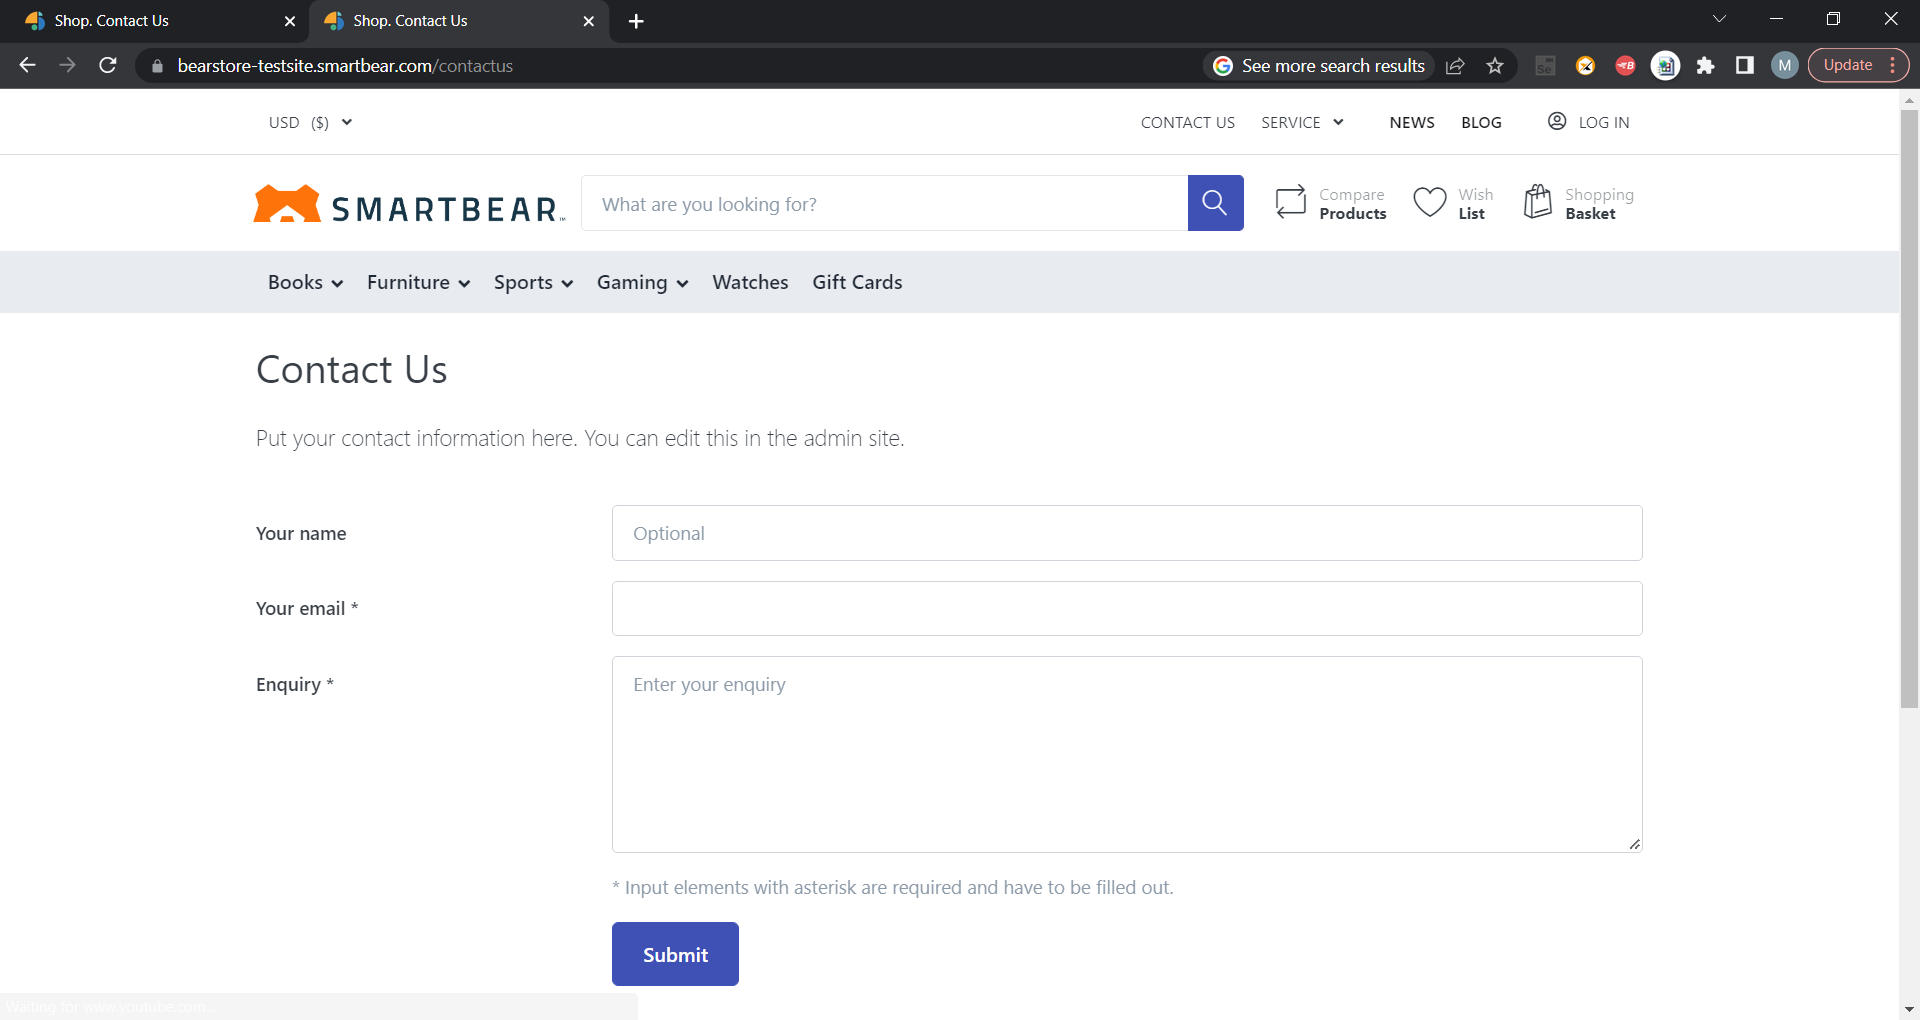 Shop. Contact Us
Shop. Contact Us
bearstore-testsite.smartbear.com/contactus
See more search results
Se
B
M
Update
USD ($)
CONTACT US
SERVICE
NEWS
BLOG
LOG IN
SMARTBEAR
What are you looking for?
Compare
Products
Wish
List
Shopping
Basket
Books
Furniture
Sports
Gaming
Watches
Gift Cards
Contact Us
Put your contact information here. You can edit this in the admin site.
Your name
Optional
Your email *
Enquiry *
Enter your enquiry
* Input elements with asterisk are required and have to be filled out.
Submit
Waiting for www.youtube.com...